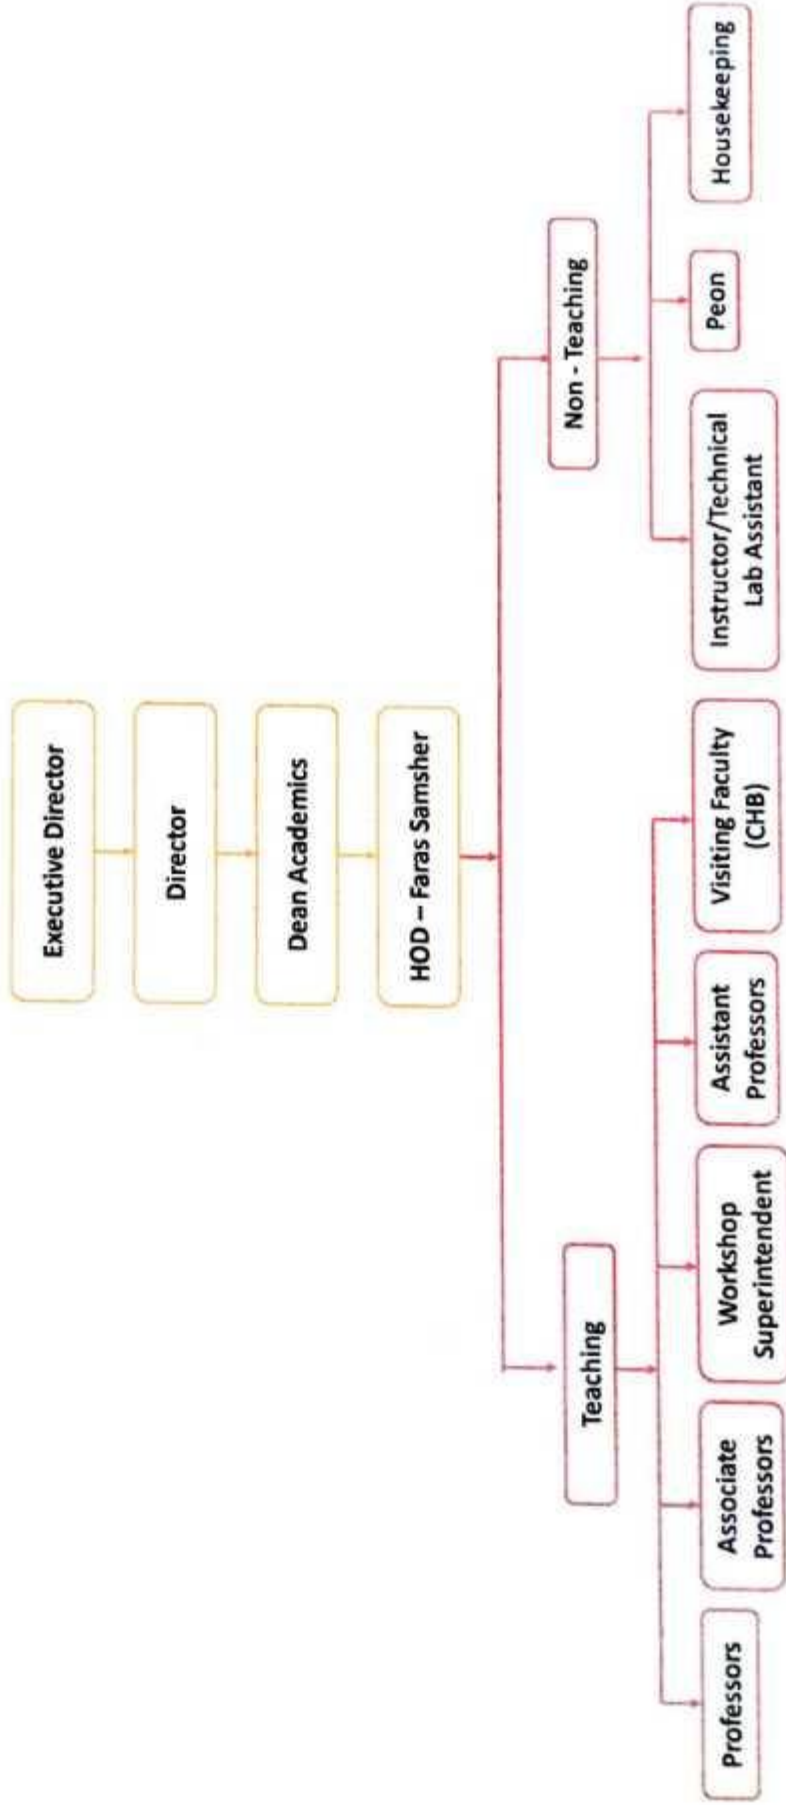 Executive Director
Director
Dean Academics
HOD – Faras Samsher
Teaching
Non - Teaching
Professors
Associate
Professors
Workshop
Superintendent
Assistant
Professors
Visiting Faculty
(CHB)
Instructor/Technical
Lab Assistant
Peon
Housekeeping